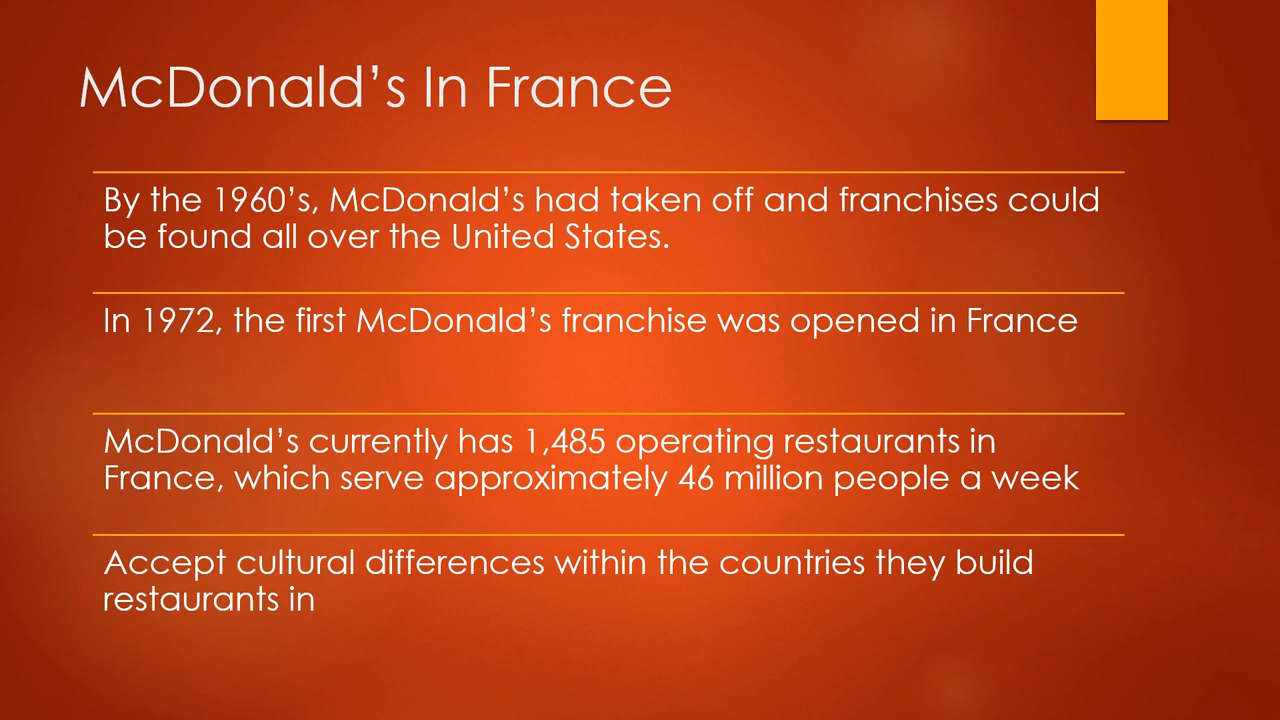 McDonald’s In France
By the 1960’s, McDonald’s had taken off and franchises could
be found all over the United States.
In 1972, the first McDonald’s franchise was opened in France
McDonald’s currently has 1,485 operating restaurants in
France, which serve approximately 46 million people a week
Accept cultural differences within the countries they build
restaurants in